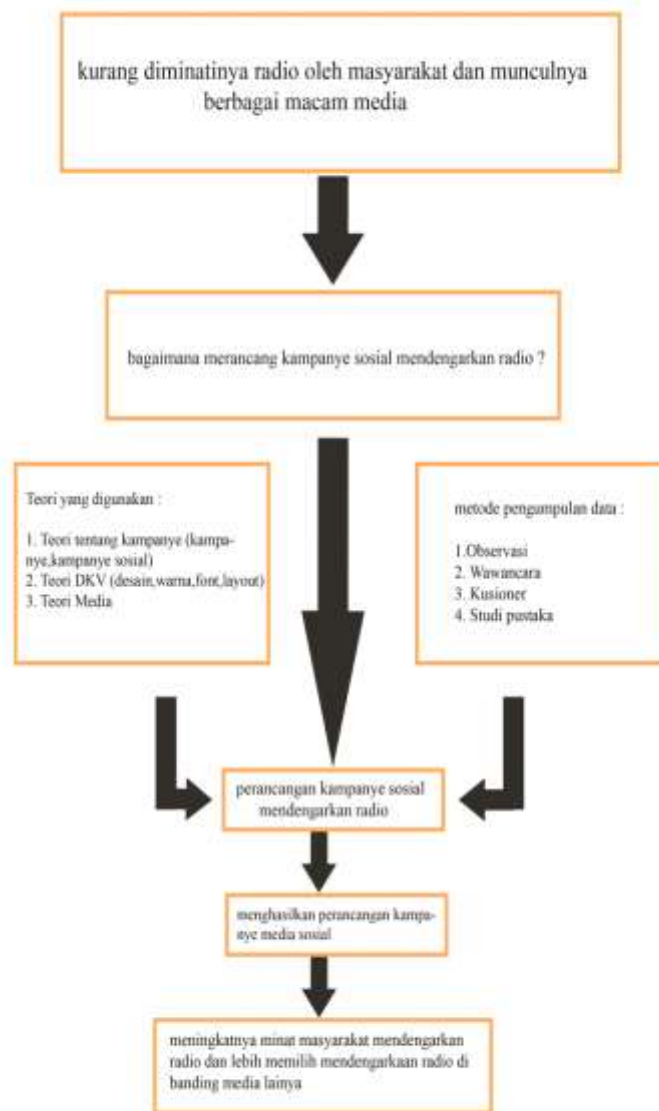 kurang diminatinya radio oleh masyarakat dan munculnya
berbagai macam media
bagaimana merancang kampanye sosial mendengarkan radio ?
Teori yang digunakan :
1. Teori tentang kampanye (kampa-
nye,kampanye sosial)
2. Teori DKV (desain,warna,font,layout)
3. Teori Media
metode pengumpulan data :
1.Observasi
2. Wawancara
3. Kusioner
4. Studi pustaka
perancangan kampanye sosial
mendengarkan radio
menghasilkan perancangan kampa-
nye media sosial
meningkatnya minat masyarakat mendengarkan
radio dan lebih memilih mendengarkaan radio di
banding media lainya